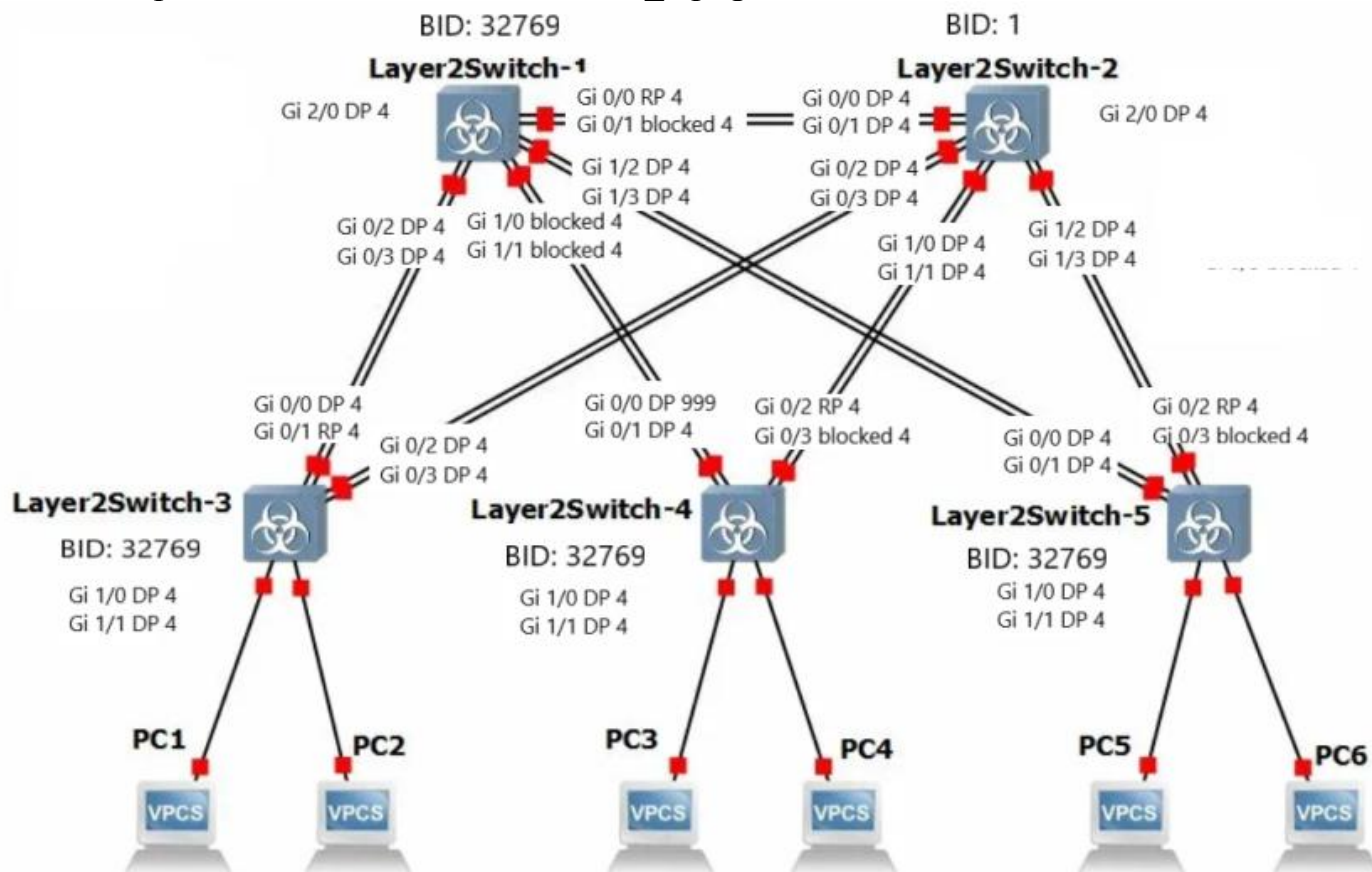 BID: 32769
BID: 1
Layer2Switch-1
Layer2Switch-2
Gi 2/0 DP 4
Gi 0/0 RP 4
Gi 0/1 blocked 4
Gi 0/0 DP 4
Gi 0/1 DP 4
Gi 2/0 DP 4
Gi 1/2 DP 4
Gi 1/3 DP 4
Gi 0/2 DP 4
Gi 0/3 DP 4
Gi 0/2 DP 4
Gi 0/3 DP 4
Gi 1/0 blocked 4
Gi 1/1 blocked 4
Gi 1/0 DP 4
Gi 1/1 DP 4
Gi 1/2 DP 4
Gi 1/3 DP 4
Gi 0/0 DP 4
Gi 0/1 RP 4
Gi 0/2 DP 4
Gi 0/3 DP 4
Gi 0/0 DP 999
Gi 0/1 DP 4
Gi 0/2 RP 4
Gi 0/3 blocked 4
Gi 0/0 DP 4
Gi 0/1 DP 4
Gi 0/2 RP 4
Gi 0/3 blocked 4
Layer2Switch-3
BID: 32769
Gi 1/0 DP 4
Gi 1/1 DP 4
Layer2Switch-4
BID: 32769
Gi 1/0 DP 4
Gi 1/1 DP 4
Layer2Switch-5
BID: 32769
Gi 1/0 DP 4
Gi 1/1 DP 4
PC1
PC2
PC3
PC4
PC5
PC6
VPCS
VPCS
VPCS
VPCS
VPCS
VPCS